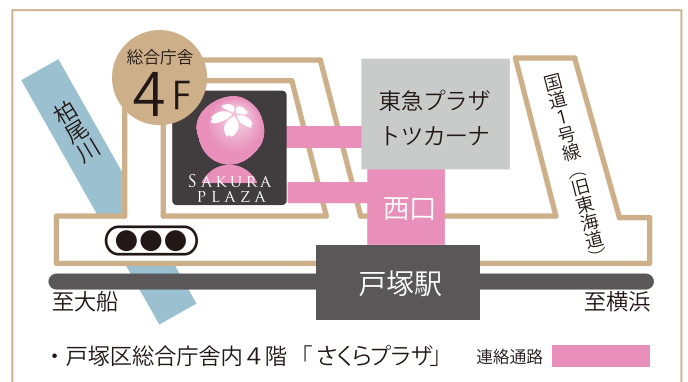 総合庁舎
4F
柏尾川
SAKURA
PLAZA
東急プラザ
トツカーナ
国道1号線(旧東海道)
西口
戸塚駅
至大船
至横浜
・戸塚区総合庁舎内4階「さくらプラザ」
連絡通路